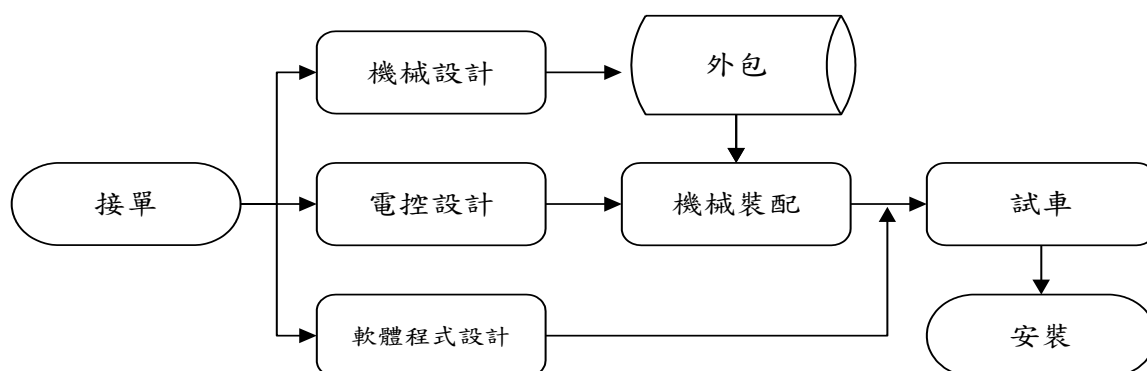 機械設計
外包
接單
電控設計
機械裝配
試車
軟體程式設計
安裝